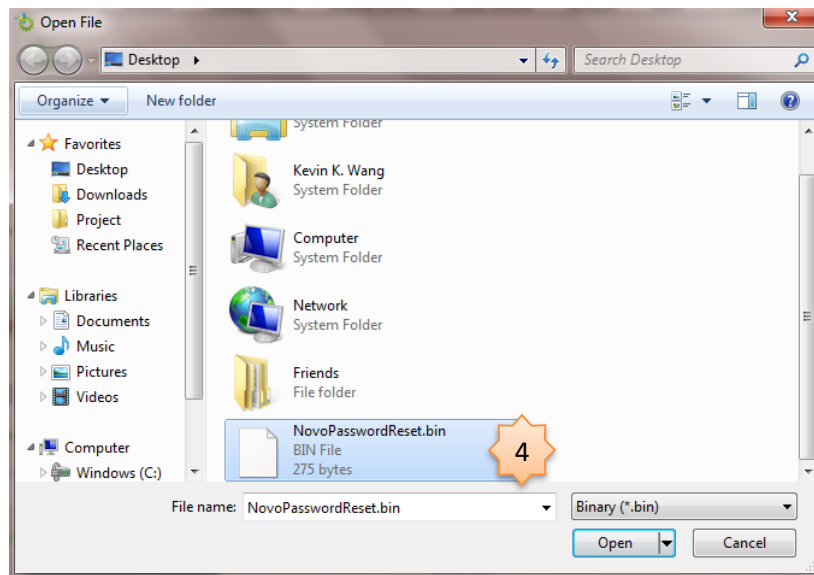 Open File
Desktop
Search Desktop
Organize
New folder
Favorites
Desktop
Downloads
Project
Recent Places
Libraries
Documents
Music
Pictures
Videos
Computer
Windows (C:)
System Folder
Kevin K. Wang
System Folder
Computer
System Folder
Network
System Folder
Friends
File folder
NovoPasswordReset.bin
BIN File
275 bytes
4
File name: NovoPasswordReset.bin
Binary (*.bin)
Open
Cancel